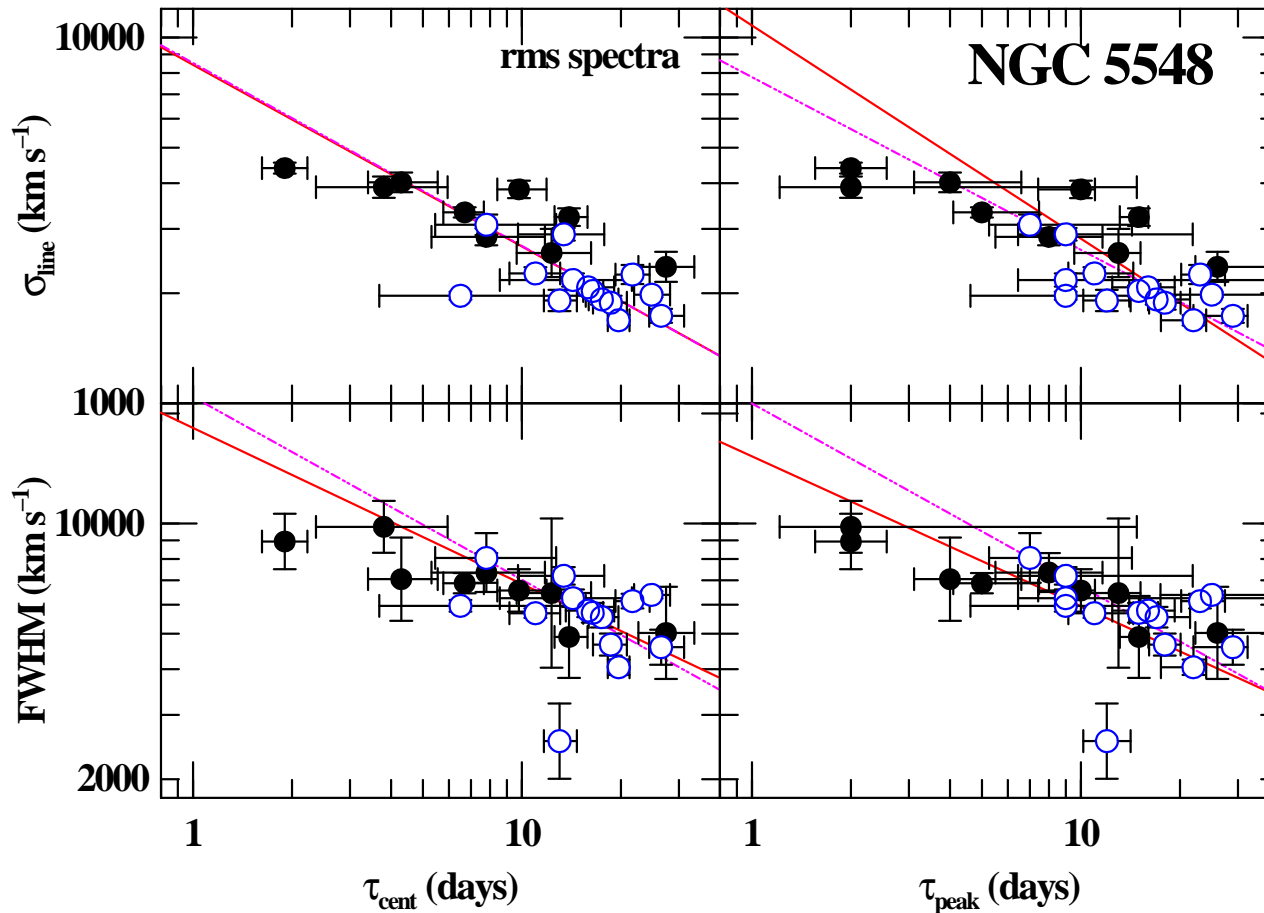 10000
rms spectra
NGC 5548
σline (km s⁻¹)
1000
10000
FWHM (km s⁻¹)
2000
1
10
1
10
τcent (days)
τpeak (days)